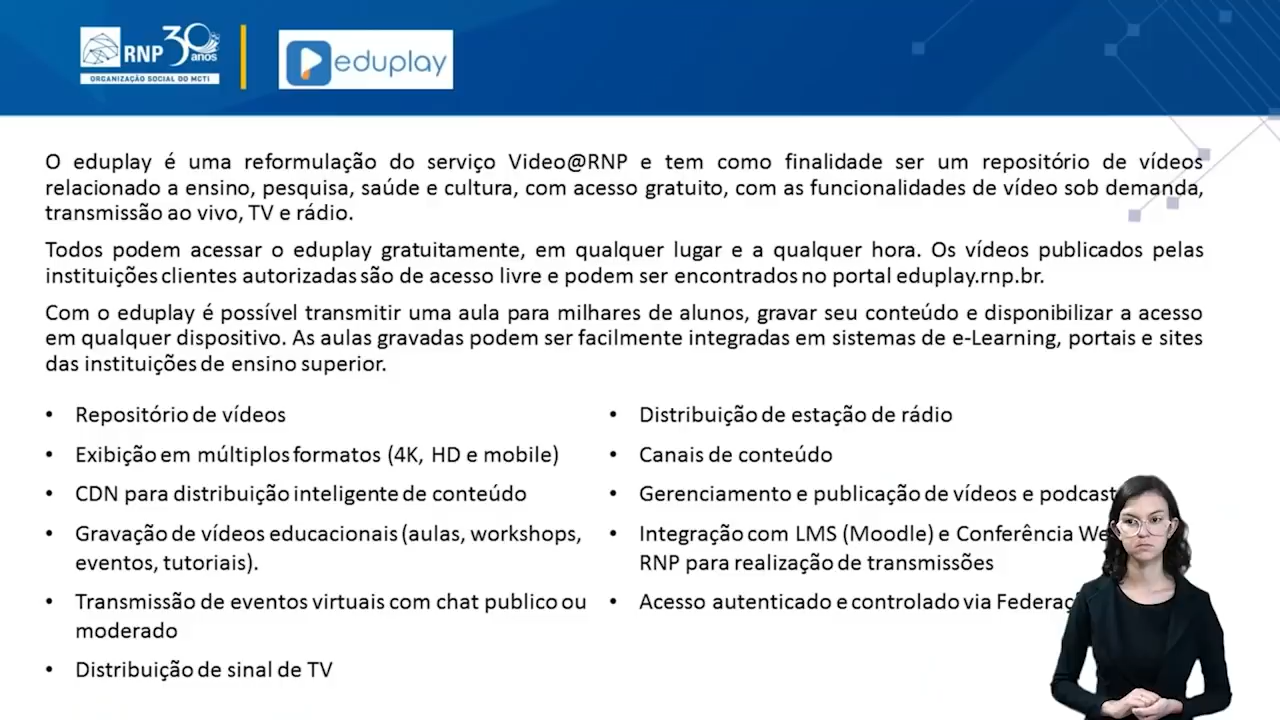 RNP 30 anos
ORGANIZAÇÃO SOCIAL DO MCTI
eduplay
O eduplay é uma reformulação do serviço Video@RNP e tem como finalidade ser um repositório de vídeos
relacionado a ensino, pesquisa, saúde e cultura, com acesso gratuito, com as funcionalidades de vídeo sob demanda,
transmissão ao vivo, TV e rádio.
Todos podem acessar o eduplay gratuitamente, em qualquer lugar e a qualquer hora. Os vídeos publicados pelas
instituições clientes autorizadas são de acesso livre e podem ser encontrados no portal eduplay.rnp.br.
Com o eduplay é possível transmitir uma aula para milhares de alunos, gravar seu conteúdo e disponibilizar a acesso
em qualquer dispositivo. As aulas gravadas podem ser facilmente integradas em sistemas de e-Learning, portais e sites
das instituições de ensino superior.
• Repositório de vídeos
• Exibição em múltiplos formatos (4K, HD e mobile)
• CDN para distribuição inteligente de conteúdo
• Gravação de vídeos educacionais (aulas, workshops,
eventos, tutoriais).
• Transmissão de eventos virtuais com chat publico ou
moderado
• Distribuição de sinal de TV
• Distribuição de estação de rádio
• Canais de conteúdo
• Gerenciamento e publicação de vídeos e podcast
• Integração com LMS (Moodle) e Conferência We
RNP para realização de transmissões
• Acesso autenticado e controlado via